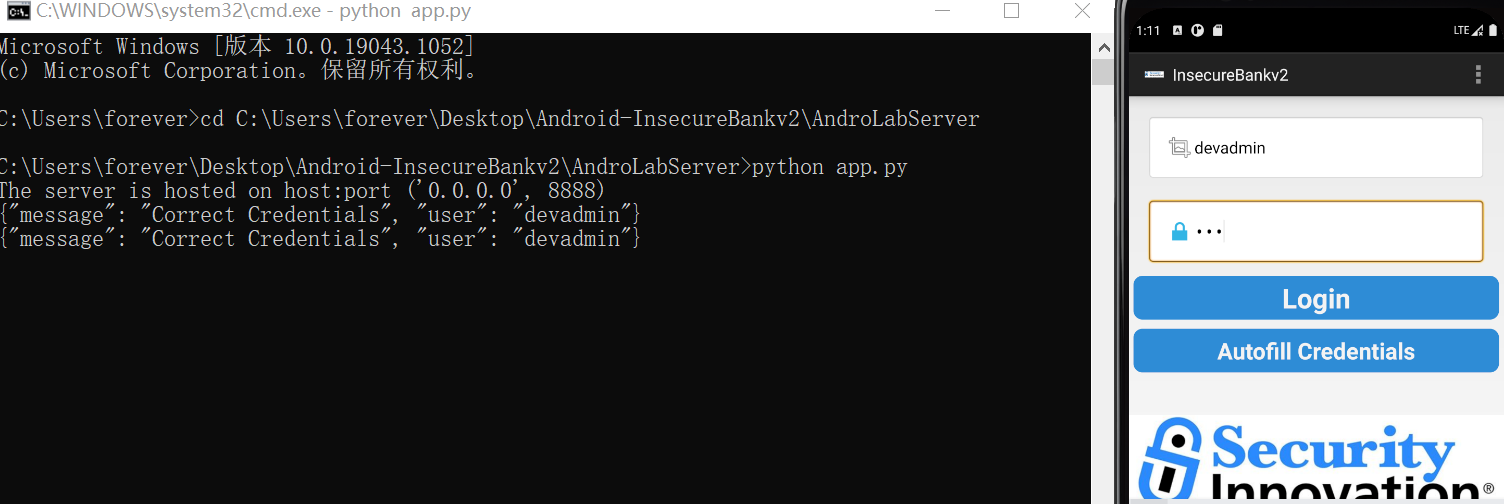 C:\WINDOWS\system32\cmd.exe - python app.py
Microsoft Windows [版本 10.0.19043.1052]
(c) Microsoft Corporation。保留所有权利。
C:\Users\forever>cd C:\Users\forever\Desktop\Android-InsecureBankv2\AndroLabServer
C:\Users\forever\Desktop\Android-InsecureBankv2\AndroLabServer>python app.py
The server is hosted on host:port ('0.0.0.0', 8888)
{"message": "Correct Credentials", "user": "devadmin"}
{"message": "Correct Credentials", "user": "devadmin"}
1:11
LTE
InsecureBankv2
devadmin
Login
Autofill Credentials
Security
Innovation®